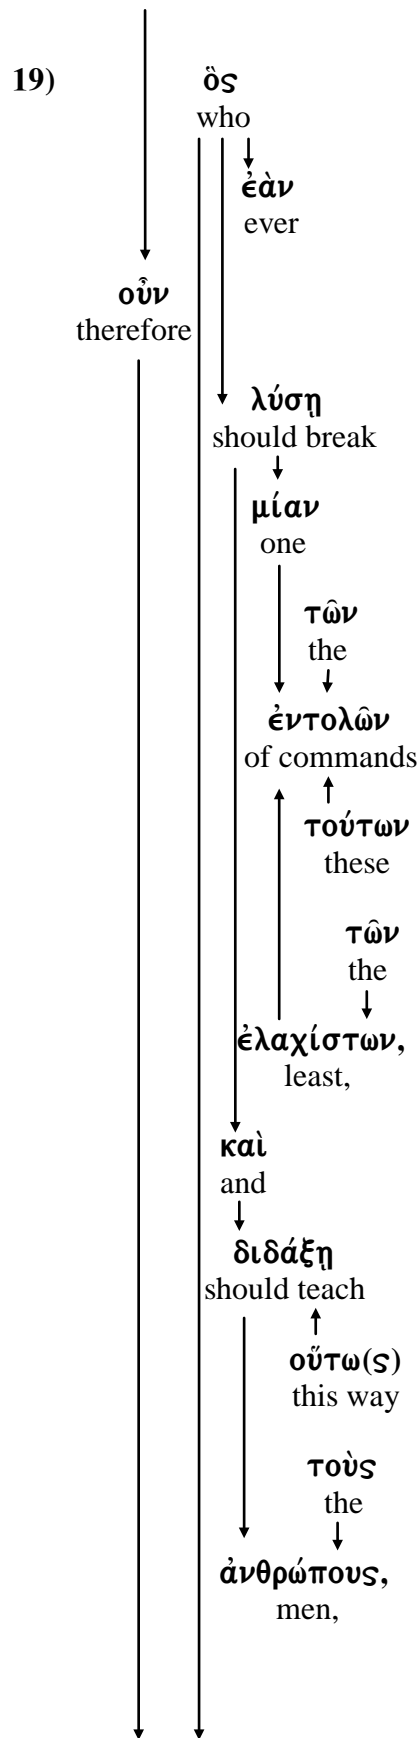 19) ὃς
who
ἐὰν
ever
οὖν
therefore
λύσῃ
should break
μίαν
one
τῶν
the
ἐντολῶν
of commands
τούτων
these
τῶν
the
ἐλαχίστων,
least,
καὶ
and
διδάξῃ
should teach
οὕτω(ς)
this way
τοὺς
the
ἀνθρώπους,
men,